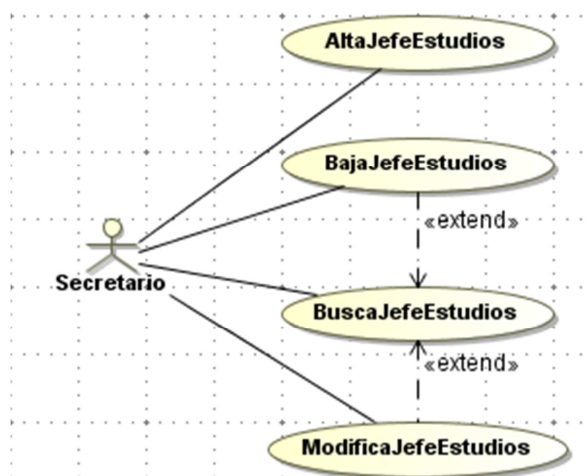 AltaJefeEstudios
BajaJefeEstudios
«extend»
Secretario
BuscaJefeEstudios
«extend»
ModificaJefeEstudios